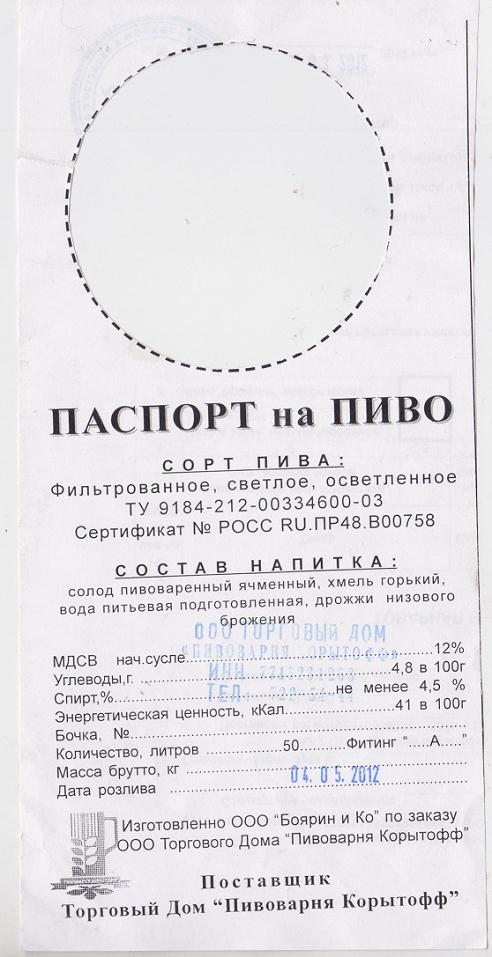 ПАСПОРТ на ПИВО
СОРТ ПИВА:
Фильтрованное, светлое, осветленное
ТУ 9184-212-00334600-03
Сертификат № РОСС RU.ПР48.В00758
СОСТАВ НАПИТКА:
солод пивоваренный ячменный, хмель горький,
вода питьевая подготовленная, дрожжи низового
брожения
ООО ТОРГОВЫЙ ДОМ
МДСВ нач.сусле...12%
«ПИВОВАРНЯ КОРЫТОФФ»
Углеводы,г. ...4,8 в 100г
ИНН
Спирт,%...не менее 4,5 %
ТЕЛ:
Энергетическая ценность, кКал...41 в 100г
Бочка, №...
Количество, литров ...50...Фитинг “.....А.....”
Масса брутто, кг ...
Дата розлива ... 04.05.2012
Изготовленно ООО “Боярин и Ко” по заказу
ООО Торгового Дома “Пивоварня Корытофф”
Поставщик
Торговый Дом “Пивоварня Корытофф”